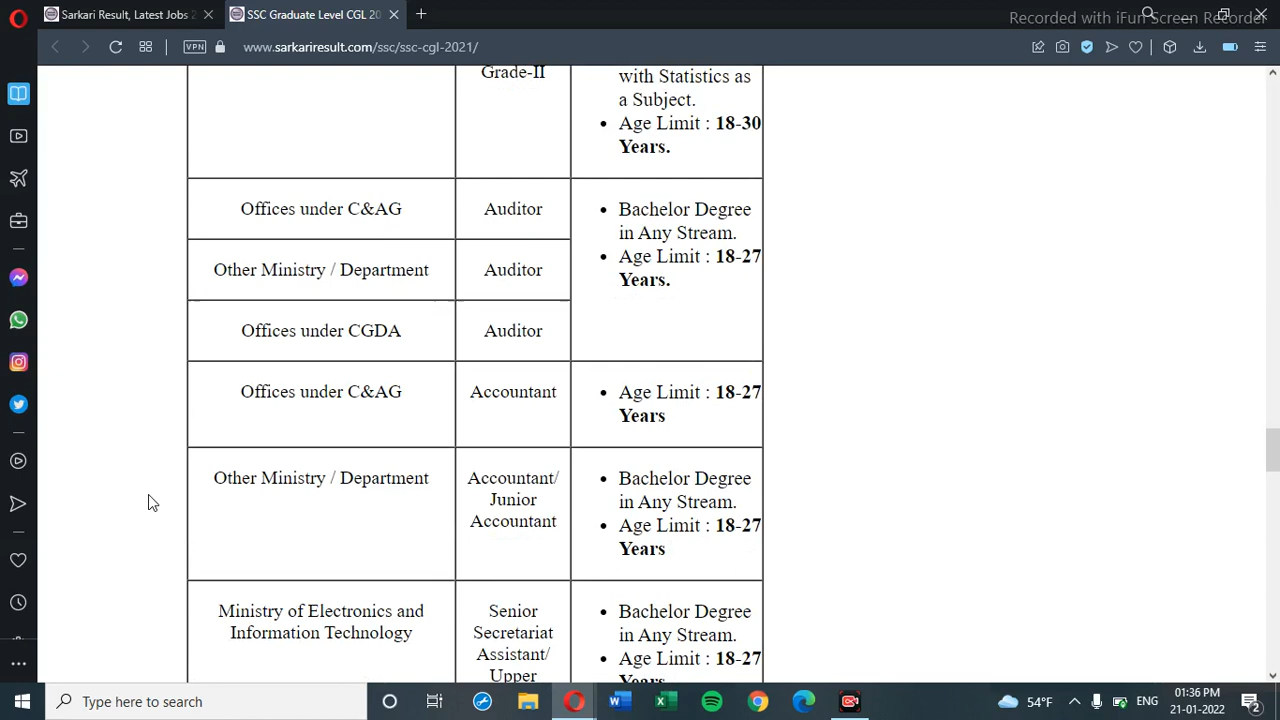 Sarkari Result, Latest Jobs 2
SSC Graduate Level CGL 20
Recorded with iFun Screen Recorder
VPN
www.sarkariresult.com/ssc/ssc-cgl-2021/
Grade-II
with Statistics as
a Subject.
Age Limit : 18-30
Years.
Offices under C&AG
Auditor
Bachelor Degree
in Any Stream.
Age Limit : 18-27
Years.
Other Ministry / Department
Auditor
Offices under CGDA
Auditor
Offices under C&AG
Accountant
Age Limit : 18-27
Years
Other Ministry / Department
Accountant/
Junior
Accountant
Bachelor Degree
in Any Stream.
Age Limit : 18-27
Years
Ministry of Electronics and
Information Technology
Senior
Secretariat
Assistant/
Upper
Bachelor Degree
in Any Stream.
Age Limit : 18-27
Years
Type here to search
54°F
ENG
01:36 PM
21-01-2022
2